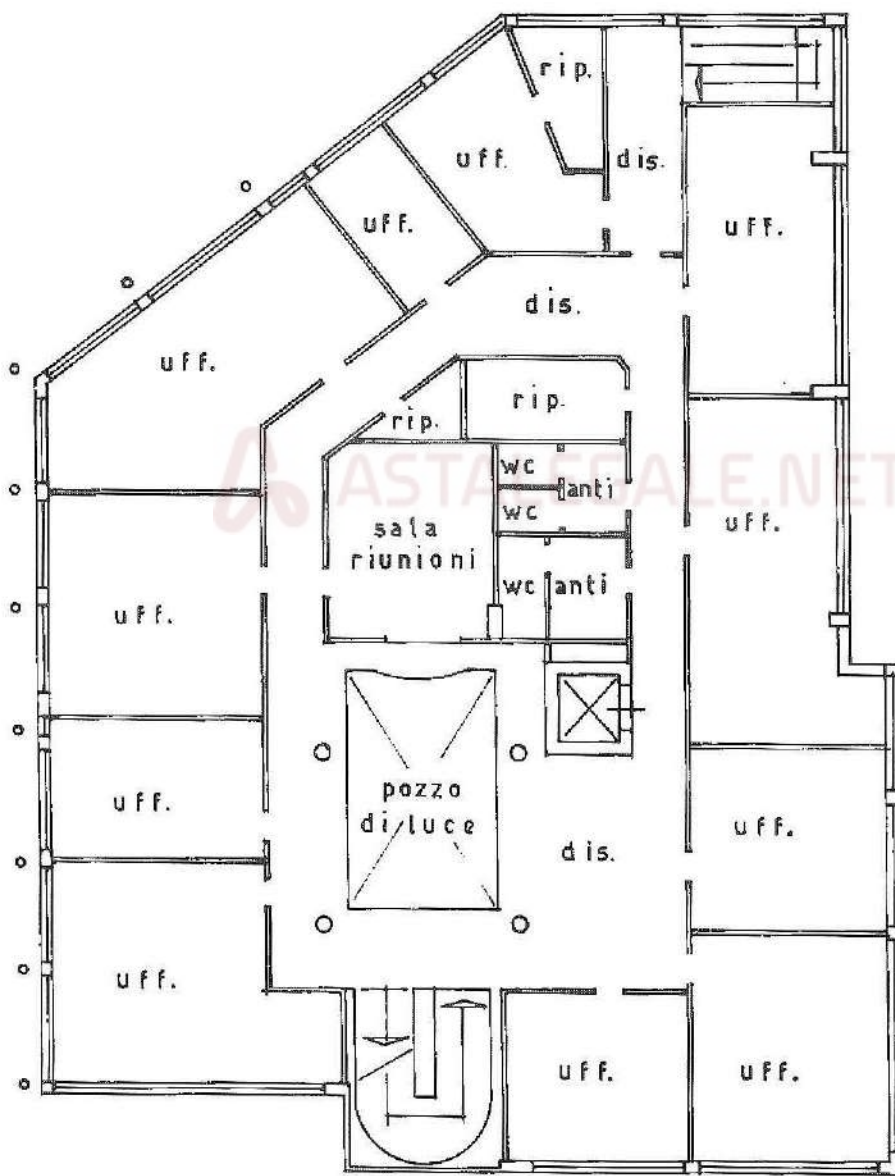 rip.
uff.
dis.
uff.
uff.
dis.
uff.
rip.
rip.
wc
anti
wc
ASTALEGALE.NET
sala
riunioni
uff.
wc
anti
uff.
pozzo
di luce
uff.
uff.
dis.
uff.
uff.
uff.